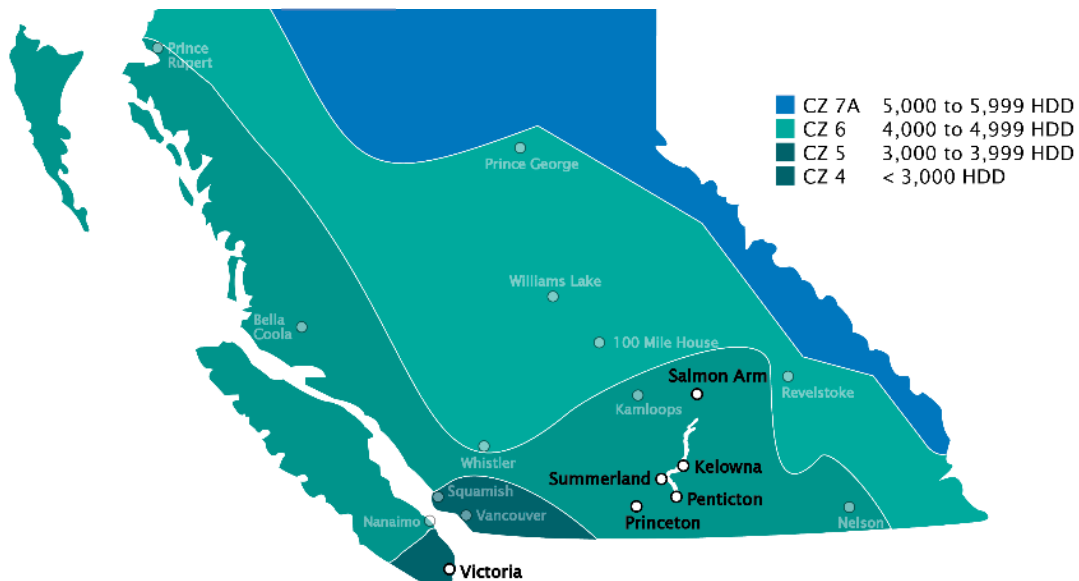 Prince
Rupert
CZ 7A 5,000 to 5,999 HDD
CZ 6 4,000 to 4,999 HDD
CZ 5 3,000 to 3,999 HDD
CZ 4 < 3,000 HDD
Prince George
Williams Lake
Bella
Coola
100 Mile House
Salmon Arm
Revelstoke
Kamloops
Whistler
Kelowna
Summerland
Squamish
Penticton
Vancouver
Nanaimo
Princeton
Nelson
Victoria